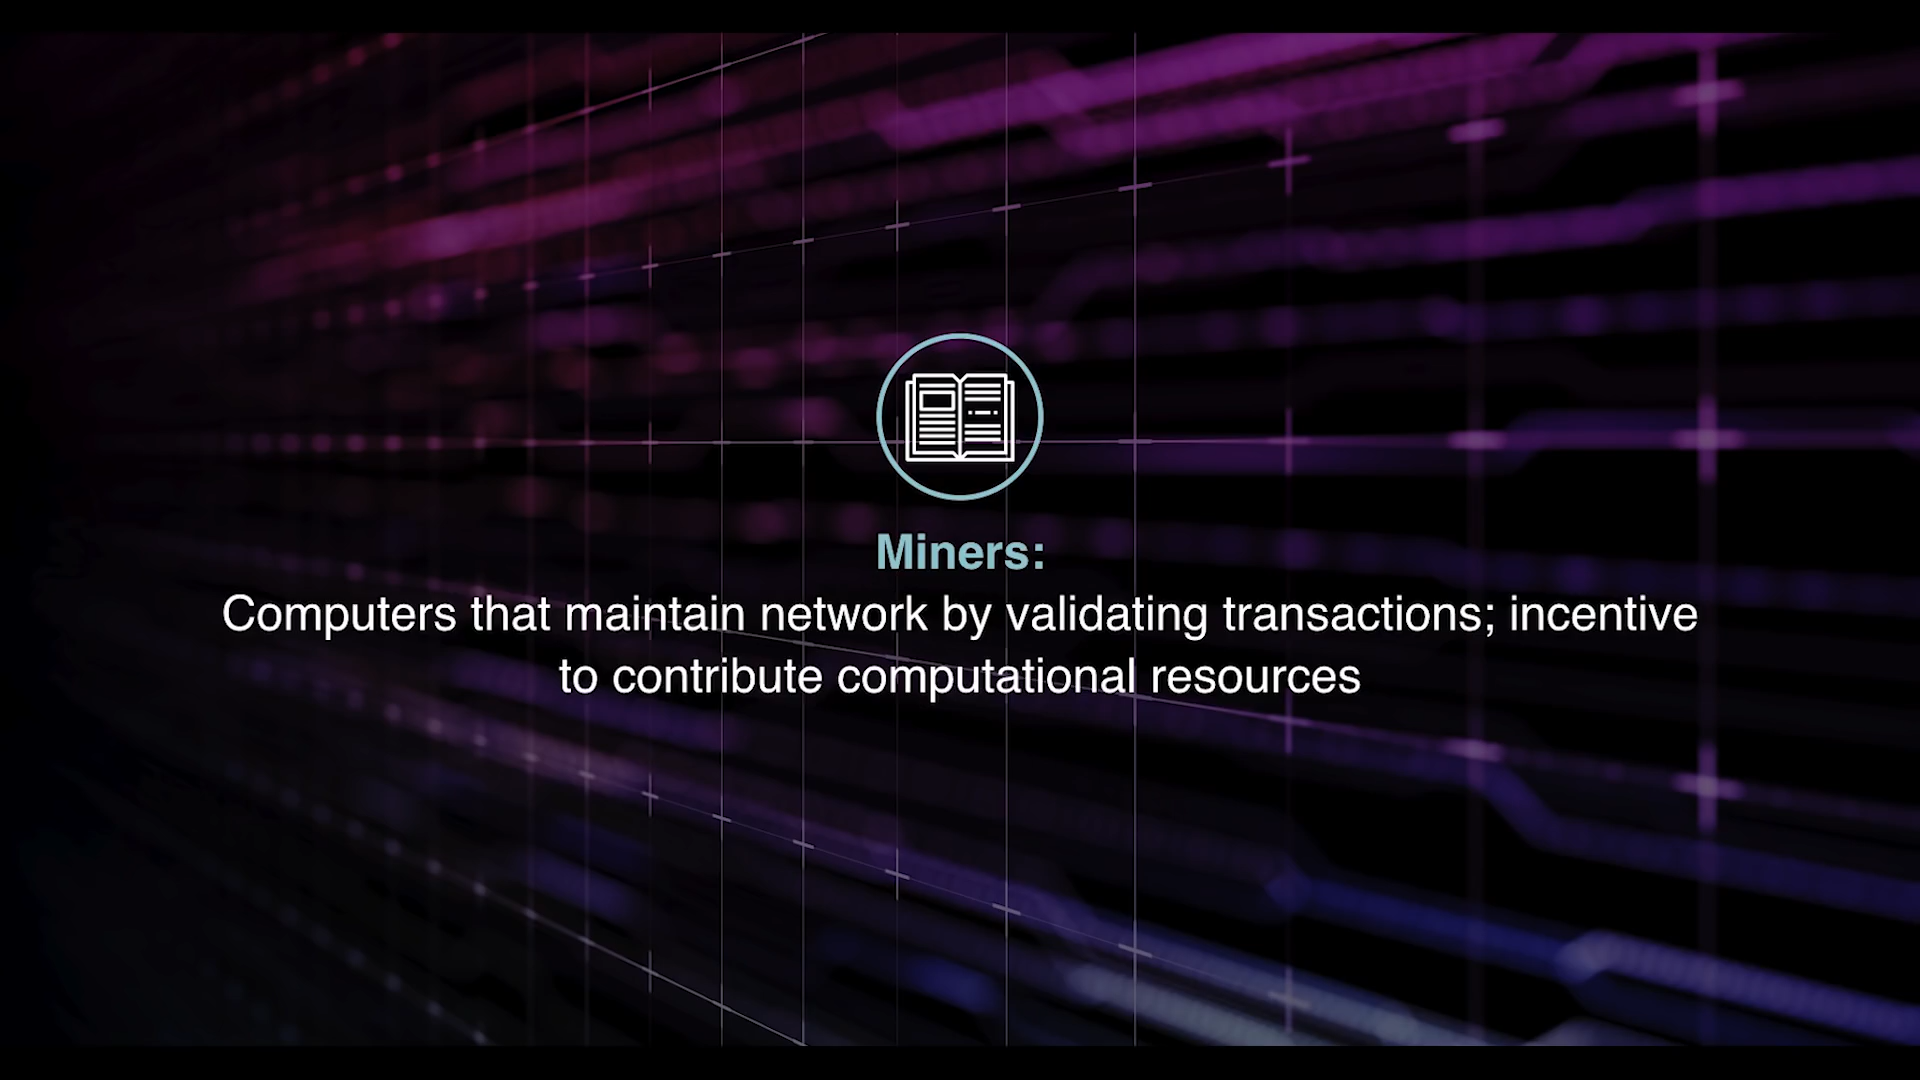 Miners:
Computers that maintain network by validating transactions; incentive
to contribute computational resources